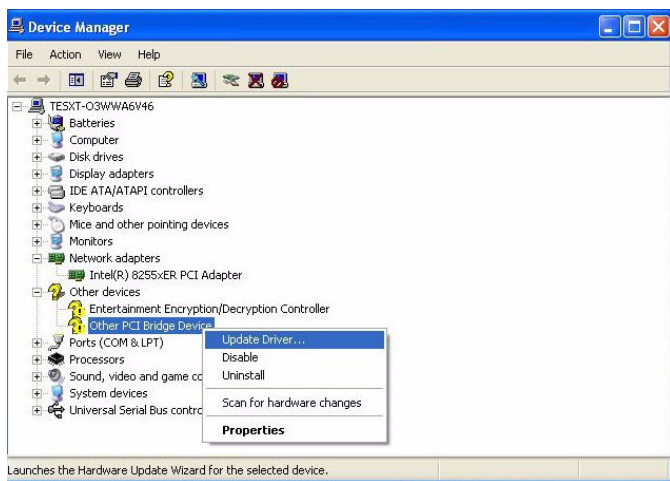 Device Manager
File Action View Help
TESXT-O3WWA6V46
Batteries
Computer
Disk drives
Display adapters
IDE ATA/ATAPI controllers
Keyboards
Mice and other pointing devices
Monitors
Network adapters
Intel(R) 8255xER PCI Adapter
Other devices
Entertainment Encryption/Decryption Controller
Other PCI Bridge Device
Update Driver...
Ports (COM & LPT)
Disable
Processors
Uninstall
Sound, video and game co
System devices
Scan for hardware changes
Universal Serial Bus contro
Properties
Launches the Hardware Update Wizard for the selected device.